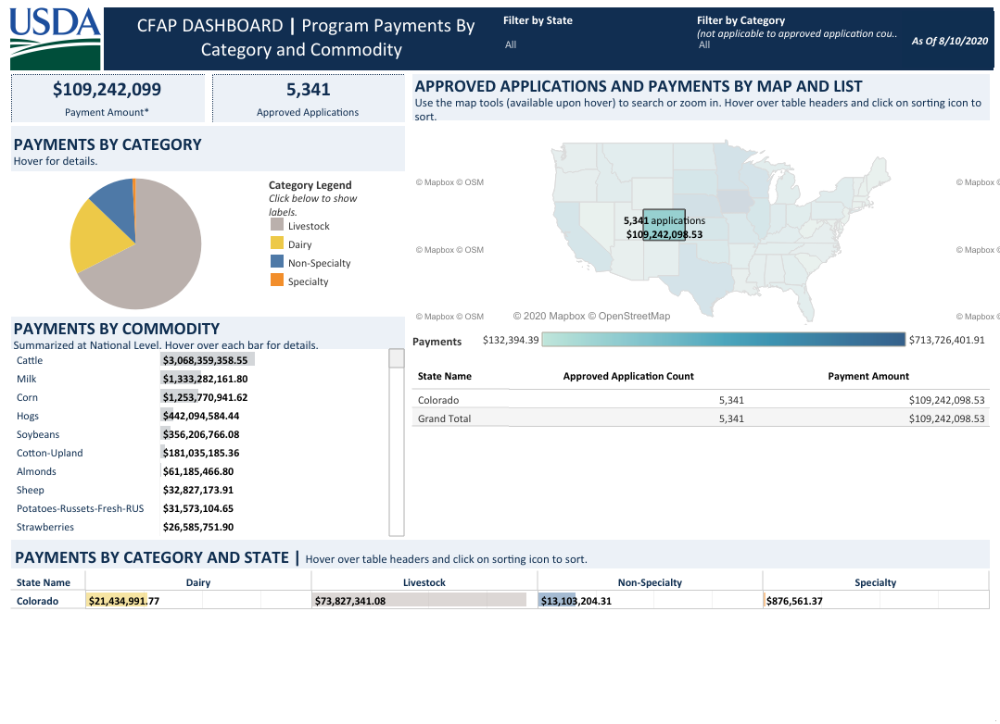 USDA
CFAP DASHBOARD | Program Payments By
Category and Commodity
Filter by State
All
Filter by Category
(not applicable to approved application cou..
All
As Of 8/10/2020
$109,242,099
Payment Amount*
5,341
Approved Applications
APPROVED APPLICATIONS AND PAYMENTS BY MAP AND LIST
Use the map tools (available upon hover) to search or zoom in. Hover over table headers and click on sorting icon to
sort.
PAYMENTS BY CATEGORY
Hover for details.
Category Legend
Click below to show
labels.
Livestock
Dairy
Non-Specialty
Specialty
© Mapbox © OSM
© Mapbox ©
5,341 applications
$109,242,098.53
© Mapbox © OSM
© Mapbox ©
© Mapbox © OSM
© 2020 Mapbox © OpenStreetMap
© Mapbox ©
Payments
$132,394.39
$713,726,401.91
State Name Approved Application Count Payment Amount
Colorado 5,341 $109,242,098.53
Grand Total 5,341 $109,242,098.53
PAYMENTS BY COMMODITY
Summarized at National Level. Hover over each bar for details.
Cattle $3,068,359,358.55
Milk $1,333,282,161.80
Corn $1,253,770,941.62
Hogs $442,094,584.44
Soybeans $356,206,766.08
Cotton-Upland $181,035,185.36
Almonds $61,185,466.80
Sheep $32,827,173.91
Potatoes-Russets-Fresh-RUS $31,573,104.65
Strawberries $26,585,751.90
PAYMENTS BY CATEGORY AND STATE | Hover over table headers and click on sorting icon to sort.
State Name Dairy Livestock Non-Specialty Specialty
Colorado $21,434,991.77 $73,827,341.08 $13,103,204.31 $876,561.37